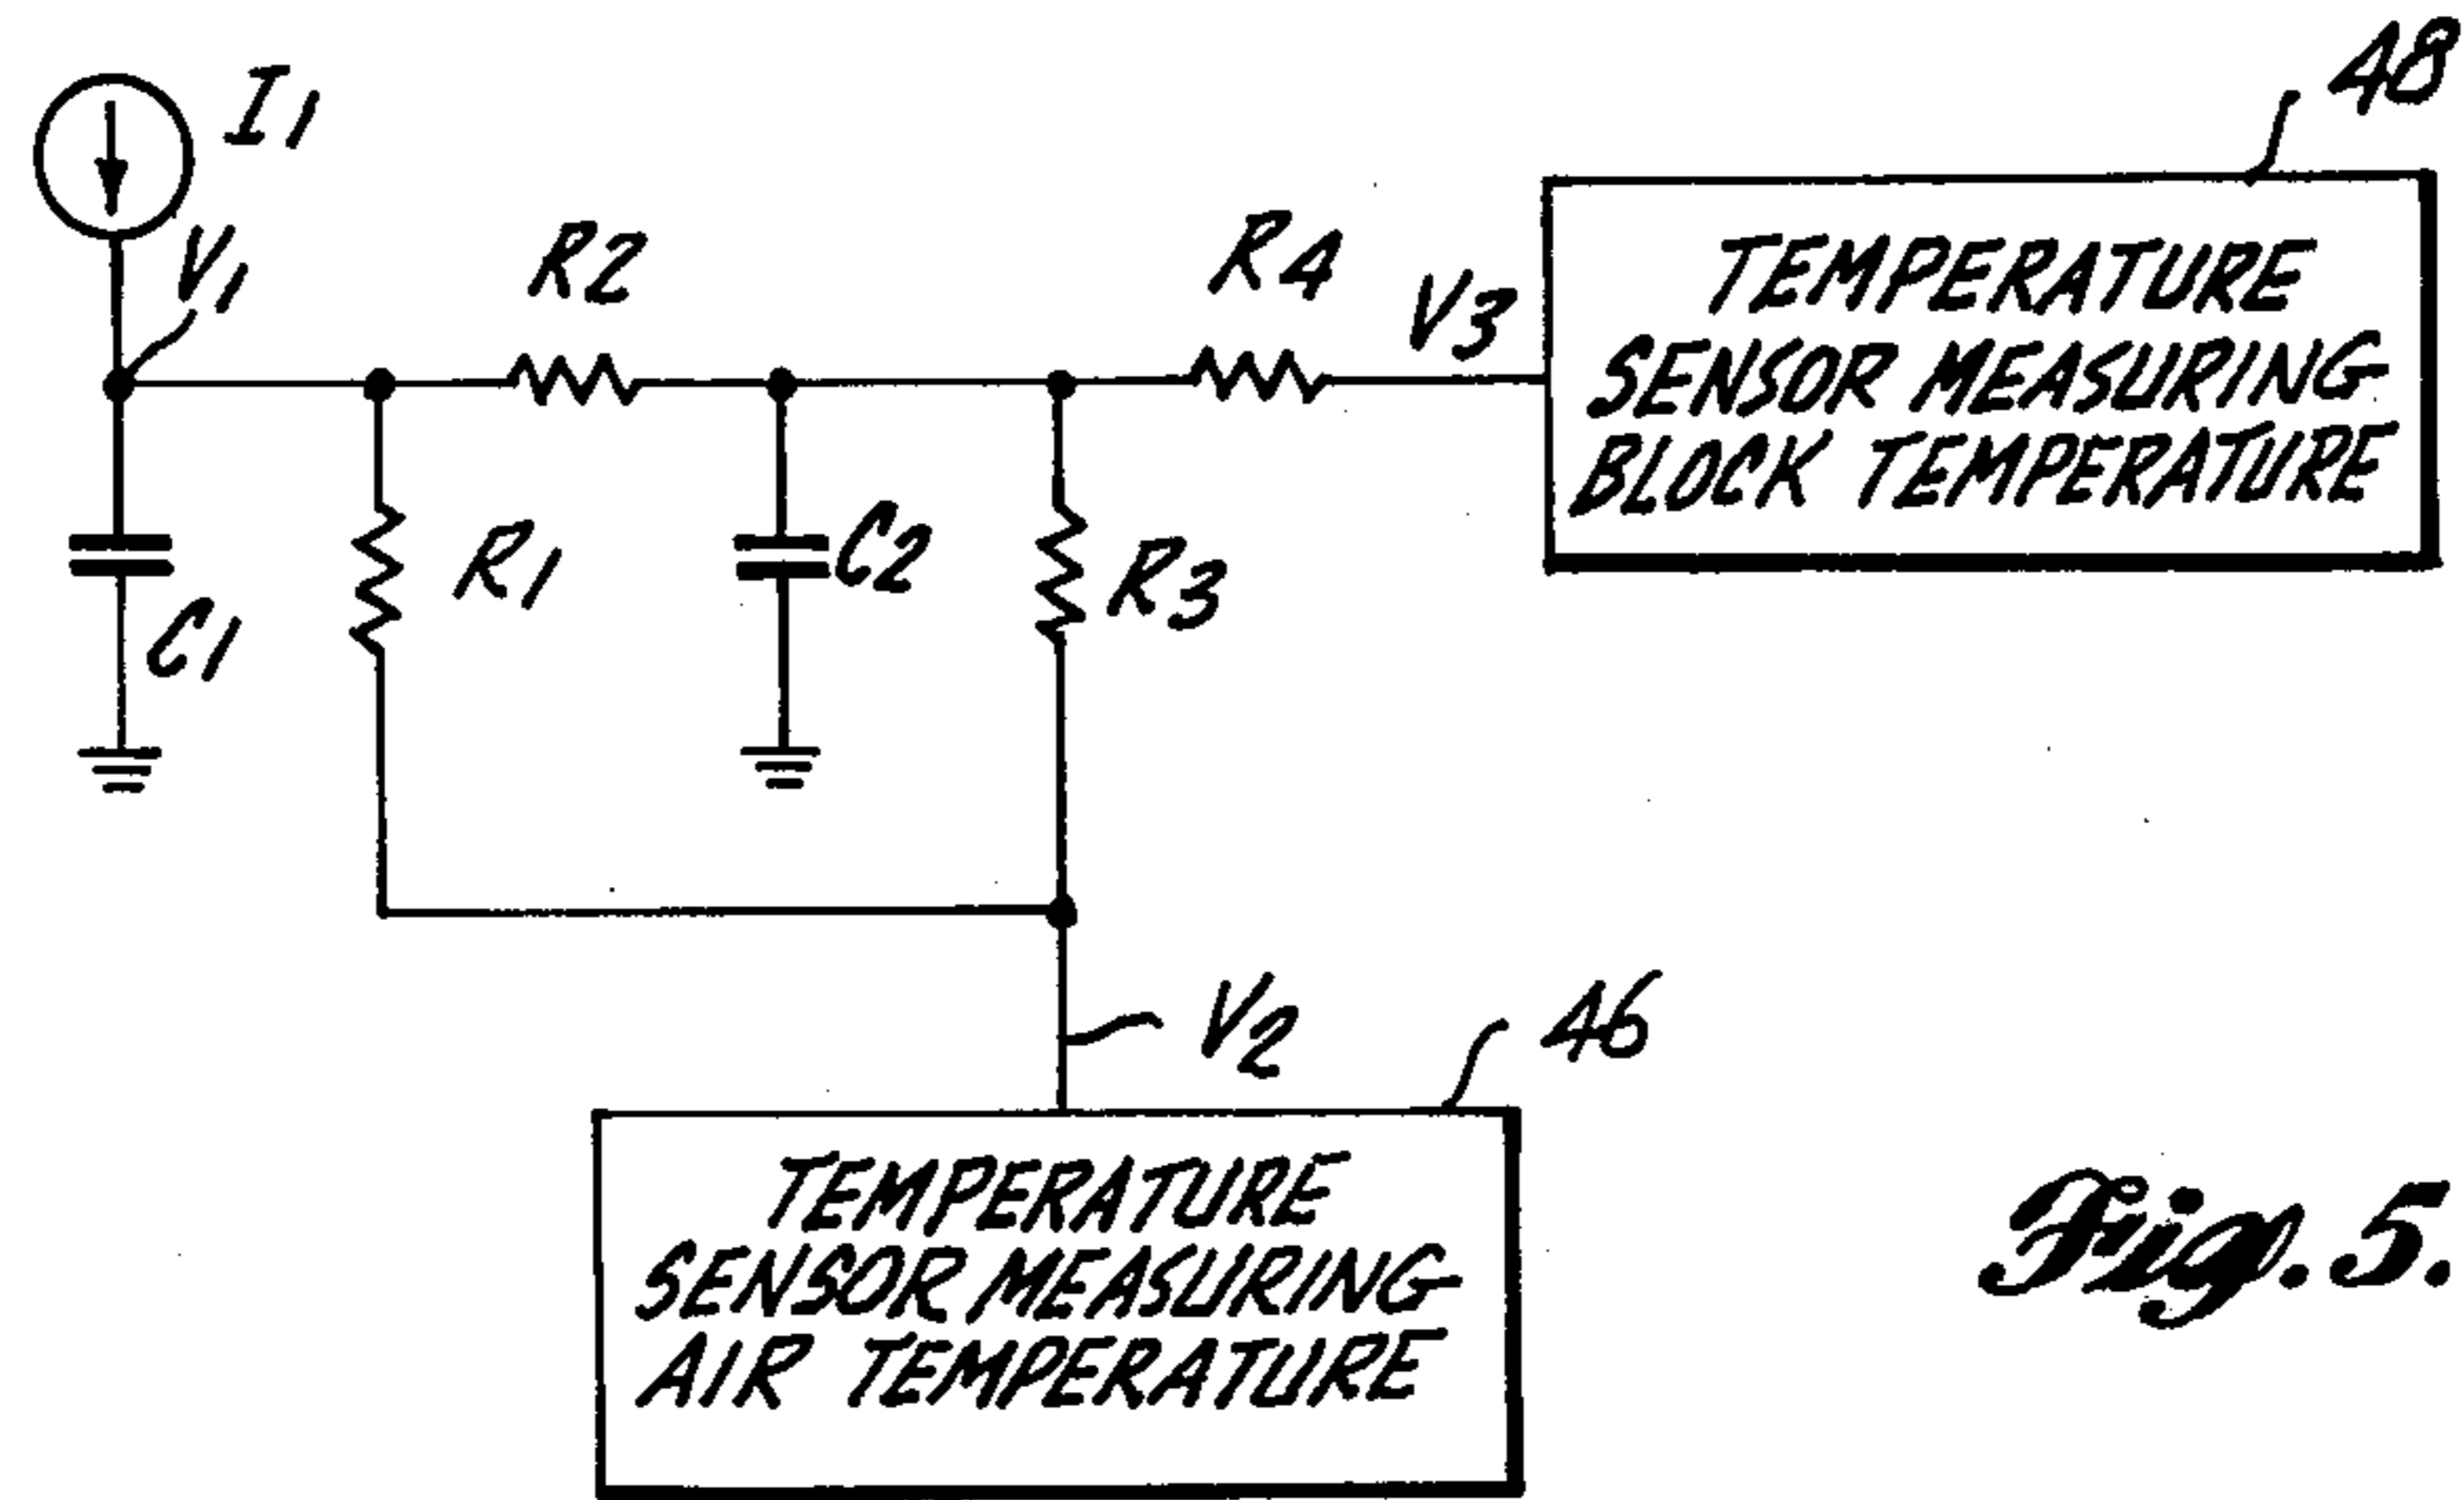 48
I1
V1
R2
R4
V3
TEMPERATURE
SENSOR MEASURING
BLOCK TEMPERATURE
C1
R1
C2
R3
V2
46
TEMPERATURE
SENSOR MEASURING
AIR TEMPERATURE
Fig. 5.